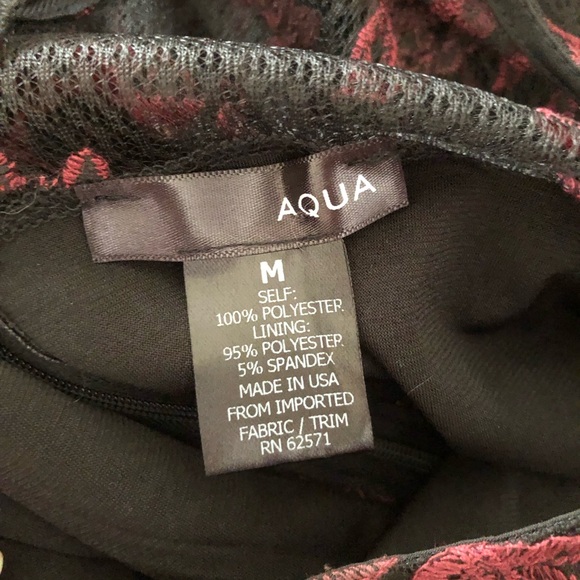 AQUA
M
SELF:
100% POLYESTER.
LINING:
95% POLYESTER.
5% SPANDEX
MADE IN USA
FROM IMPORTED
FABRIC / TRIM
RN 62571